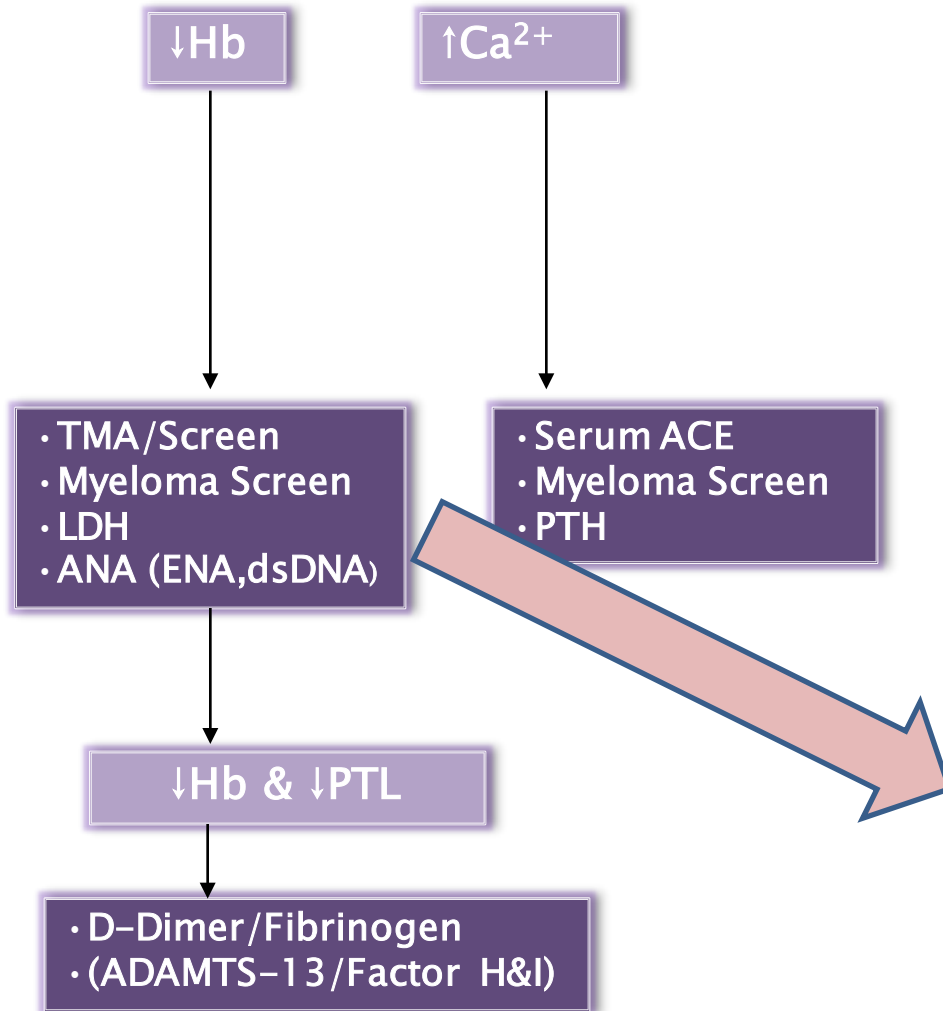 ↓Hb
↑Ca²⁺
· TMA/Screen
· Myeloma Screen
· LDH
· ANA (ENA,dsDNA)
· Serum ACE
· Myeloma Screen
· PTH
↓Hb & ↓PTL
· D-Dimer/Fibrinogen
· (ADAMTS-13/Factor H&I)